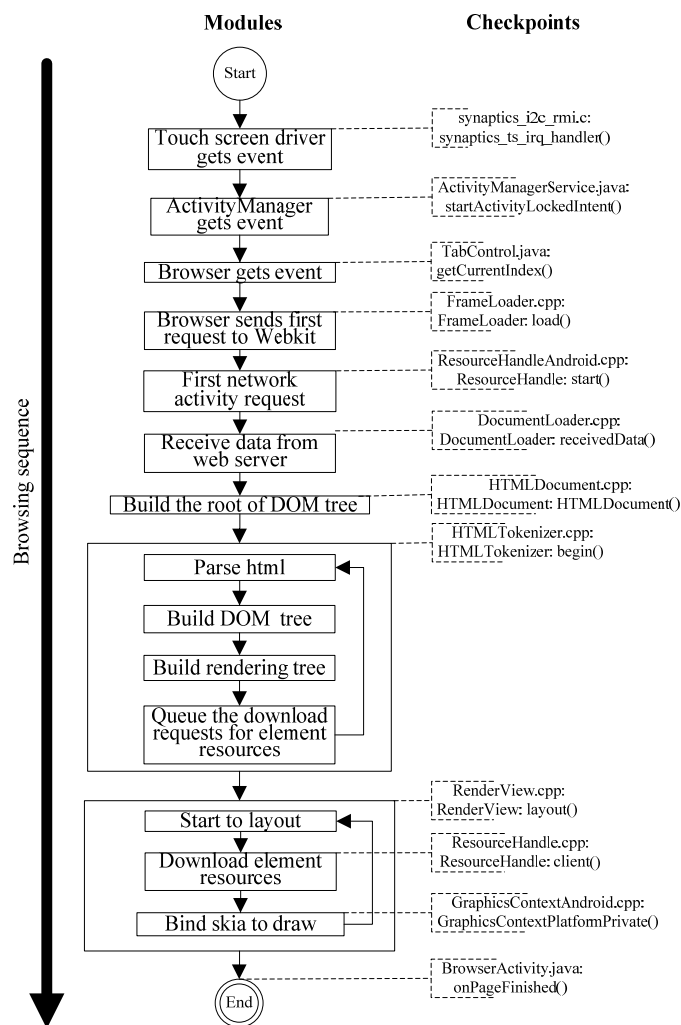 Modules
Checkpoints
Browsing sequence
Start
Touch screen driver
gets event
synaptics_i2c_rmi.c:
synaptics_ts_irq_handler()
ActivityManager
gets event
ActivityManagerService.java:
startActivityLockedIntent()
Browser gets event
TabControl.java:
getCurrentIndex()
Browser sends first
request to Webkit
FrameLoader.cpp:
FrameLoader: load()
First network
activity request
ResourceHandleAndroid.cpp:
ResourceHandle: start()
Receive data from
web server
DocumentLoader.cpp:
DocumentLoader: receivedData()
Build the root of DOM tree
HTMLDocument.cpp:
HTMLDocument: HTMLDocument()
HTMLTokenizer.cpp:
HTMLTokenizer: begin()
Parse html
Build DOM tree
Build rendering tree
Queue the download
requests for element
resources
RenderView.cpp:
RenderView: layout()
Start to layout
Download element
resources
ResourceHandle.cpp:
ResourceHandle: client()
Bind skia to draw
GraphicsContextAndroid.cpp:
GraphicsContextPlatformPrivate()
End
BrowserActivity.java:
onPageFinished()